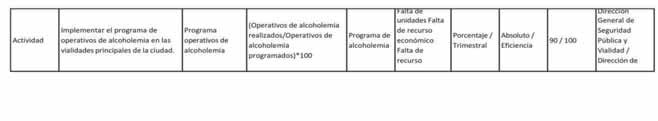 Actividad
Implementar el programa de
operativos de alcoholemia en las
vialidades principales de la ciudad.
Programa
operativos de
alcoholemia
(Operativos de alcoholemia
realizados/Operativos de
alcoholemia
programados)*100
Programa de
alcoholemia
Falta de
unidades Falta
de recurso
económico
Falta de
recurso
Porcentaje /
Trimestral
Absoluto /
Eficiencia
90 / 100
Dirección
General de
Seguridad
Pública y
Vialidad /
Dirección de